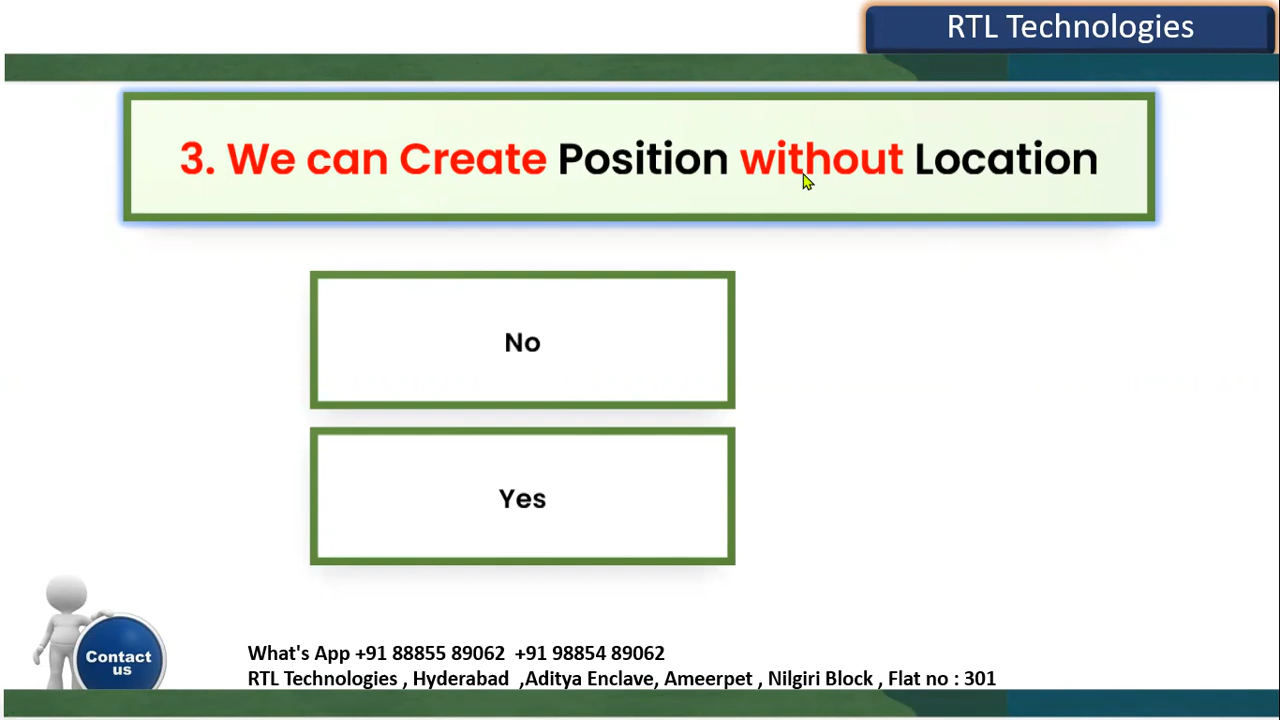 RTL Technologies
3. We can Create Position without Location
No
Yes
Contact
us
What's App +91 88855 89062 +91 98854 89062
RTL Technologies , Hyderabad ,Aditya Enclave, Ameerpet , Nilgiri Block , Flat no : 301